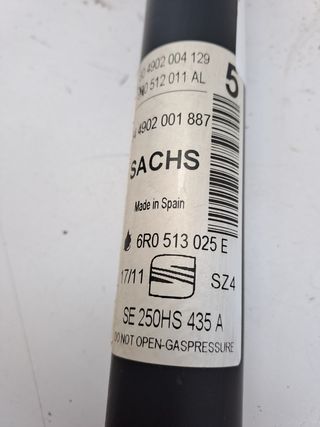 4902 004 129
5
512 011 AL
4902 001 887
SACHS
Made in Spain
6R0 513 025 E
17/11
SZ4
SE 250HS 435 A
DO NOT OPEN-GASPRESSURE